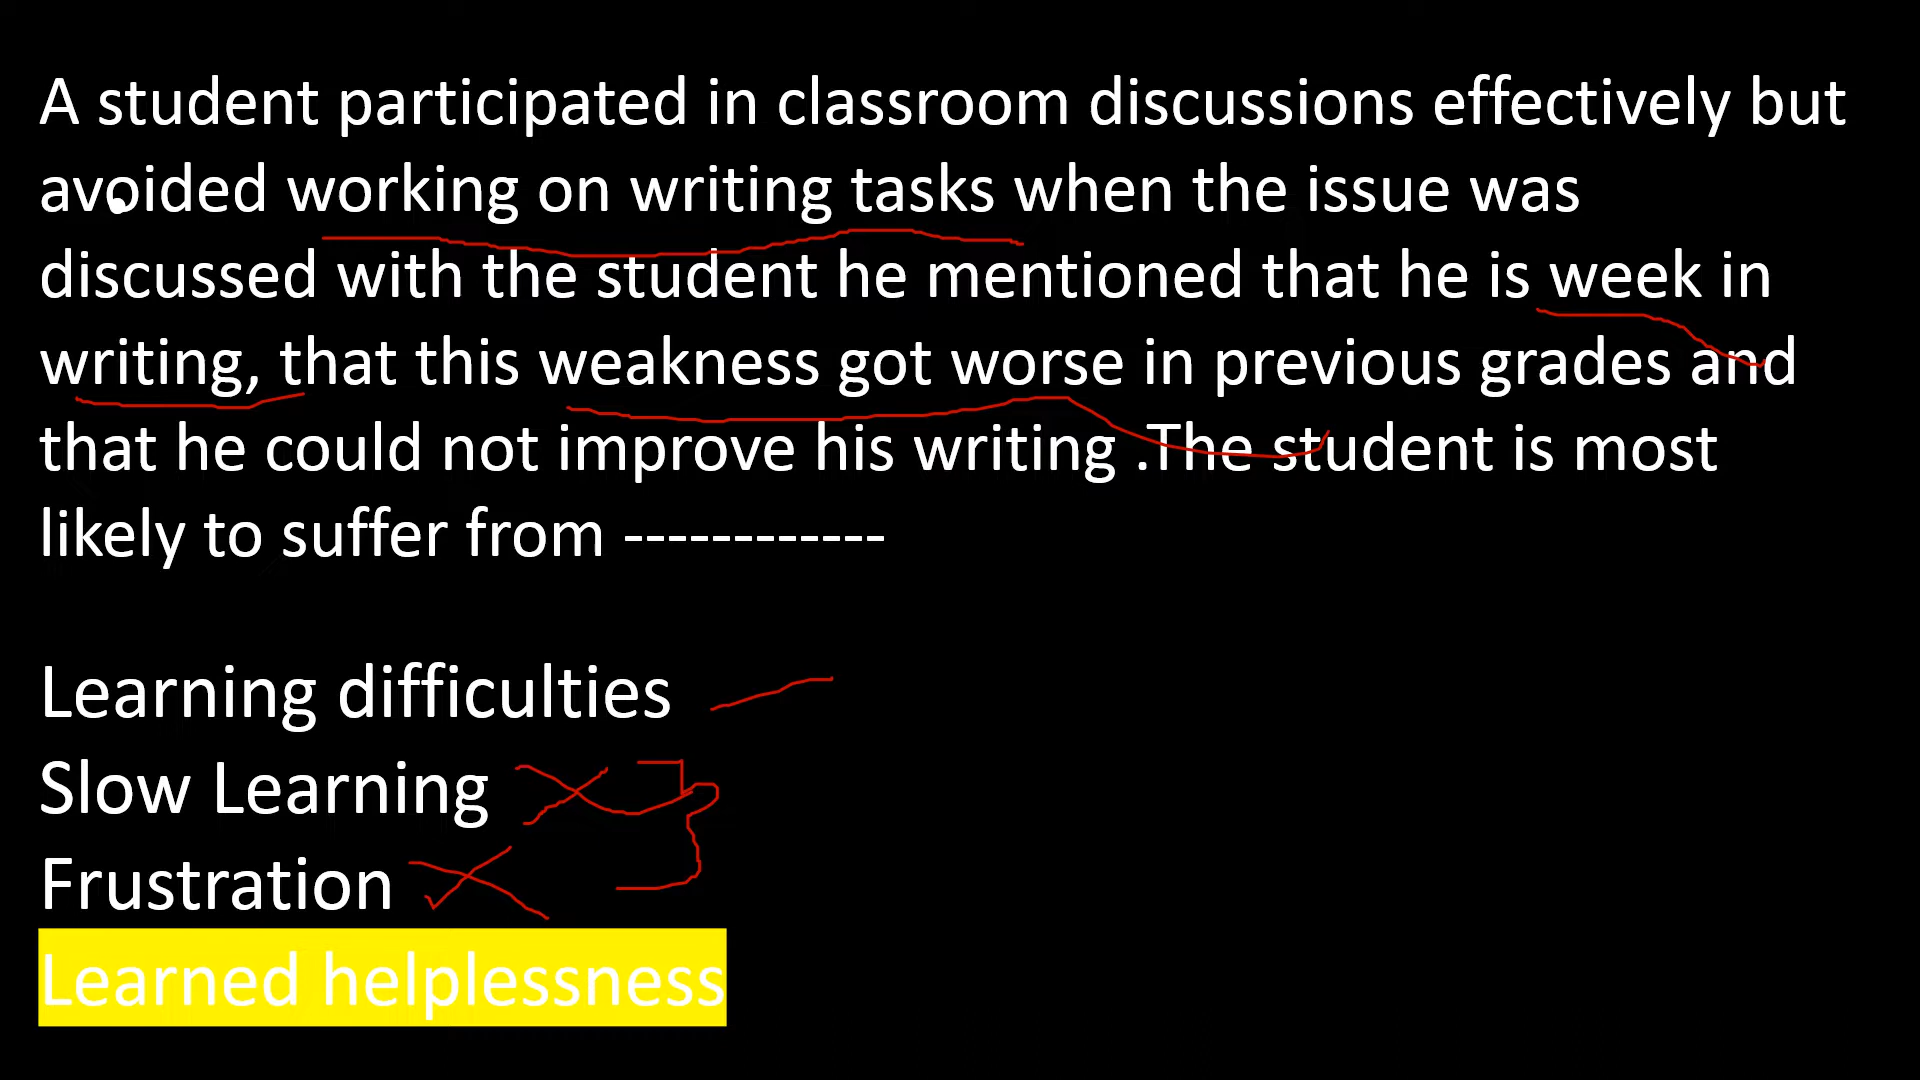 A student participated in classroom discussions effectively but
avoided working on writing tasks when the issue was
discussed with the student he mentioned that he is week in
writing, that this weakness got worse in previous grades and
that he could not improve his writing .The student is most
likely to suffer from ------------
Learning difficulties
Slow Learning
Frustration
Learned helplessness